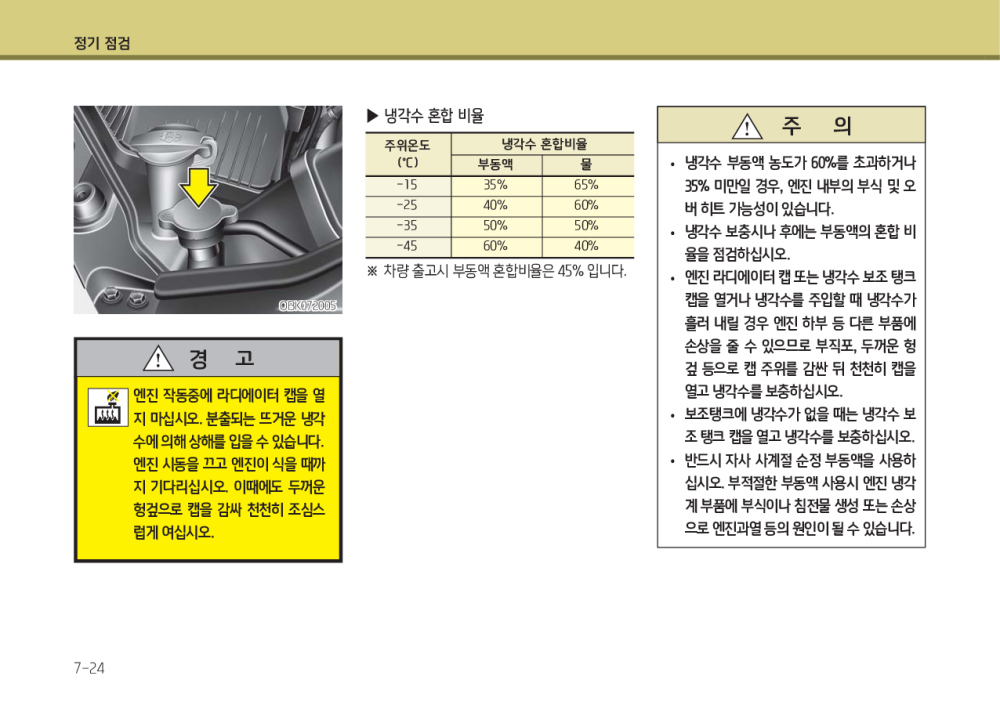 정기 점검
OBK072005
경 고
엔진 작동중에 라디에이터 캡을 열
지 마십시오. 분출되는 뜨거운 냉각
수에 의해 상해를 입을 수 있습니다.
엔진 시동을 끄고 엔진이 식을 때까
지 기다리십시오. 이때에도 두꺼운
헝겊으로 캡을 감싸 천천히 조심스
럽게 여십시오.
▶ 냉각수 혼합 비율
주위온도
(℃)
냉각수 혼합비율
부동액 물
-15 35% 65%
-25 40% 60%
-35 50% 50%
-45 60% 40%
※ 차량 출고시 부동액 혼합비율은 45% 입니다.
주 의
• 냉각수 부동액 농도가 60%를 초과하거나
35% 미만일 경우, 엔진 내부의 부식 및 오
버 히트 가능성이 있습니다.
• 냉각수 보충시나 후에는 부동액의 혼합 비
율을 점검하십시오.
• 엔진 라디에이터 캡 또는 냉각수 보조 탱크
캡을 열거나 냉각수를 주입할 때 냉각수가
흘러 내릴 경우 엔진 하부 등 다른 부품에
손상을 줄 수 있으므로 부직포, 두꺼운 헝
겊 등으로 캡 주위를 감싼 뒤 천천히 캡을
열고 냉각수를 보충하십시오.
• 보조탱크에 냉각수가 없을 때는 냉각수 보
조 탱크 캡을 열고 냉각수를 보충하십시오.
• 반드시 자사 사계절 순정 부동액을 사용하
십시오. 부적절한 부동액 사용시 엔진 냉각
계 부품에 부식이나 침전물 생성 또는 손상
으로 엔진과열 등의 원인이 될 수 있습니다.
7-24